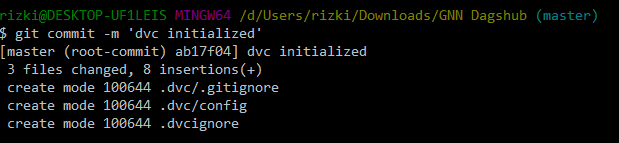 rizki@DESKTOP-UF1LEIS MINGW64 /d/Users/rizki/Downloads/GNN Dagshub (master)
$ git commit -m 'dvc initialized'
[master (root-commit) ab17f04] dvc initialized
 3 files changed, 8 insertions(+)
 create mode 100644 .dvc/.gitignore
 create mode 100644 .dvc/config
 create mode 100644 .dvcignore